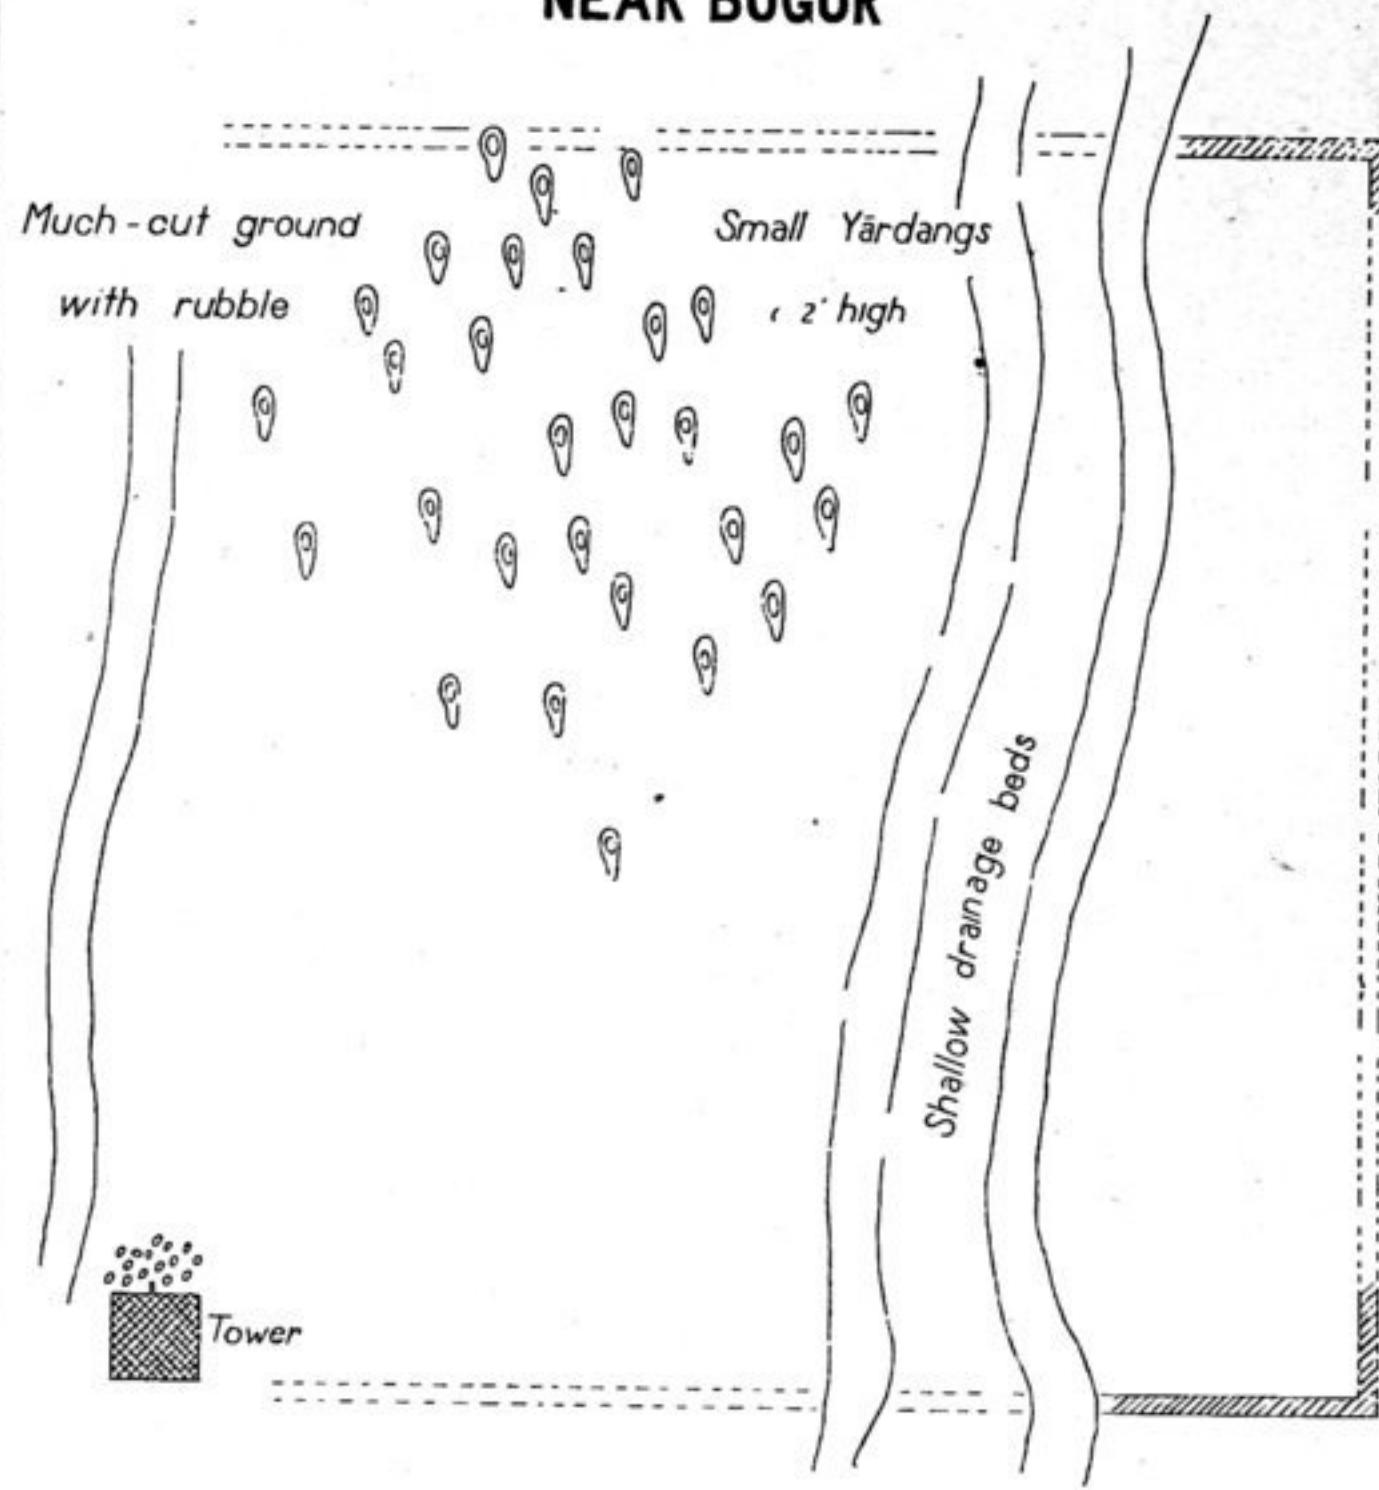 NEAR BUGUR
Much-cut ground
with rubble
Small Yārdangs
c 2' high
Shallow drainage beds
Tower